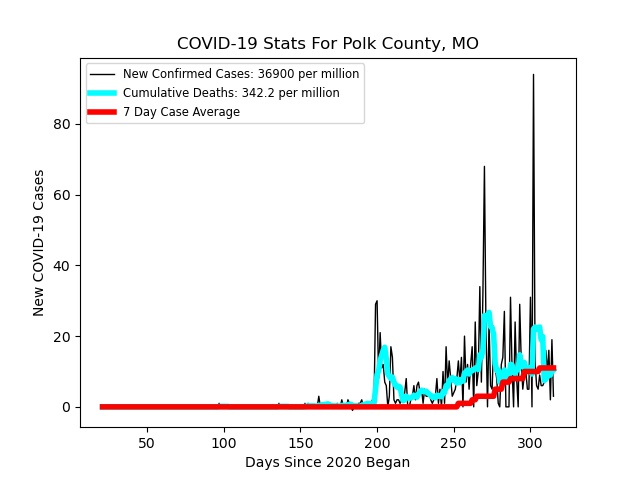 COVID-19 Stats For Polk County, MO
New Confirmed Cases: 36900 per million
Cumulative Deaths: 342.2 per million
7 Day Case Average
New COVID-19 Cases
80
60
40
20
0
50 100 150 200 250 300
Days Since 2020 Began